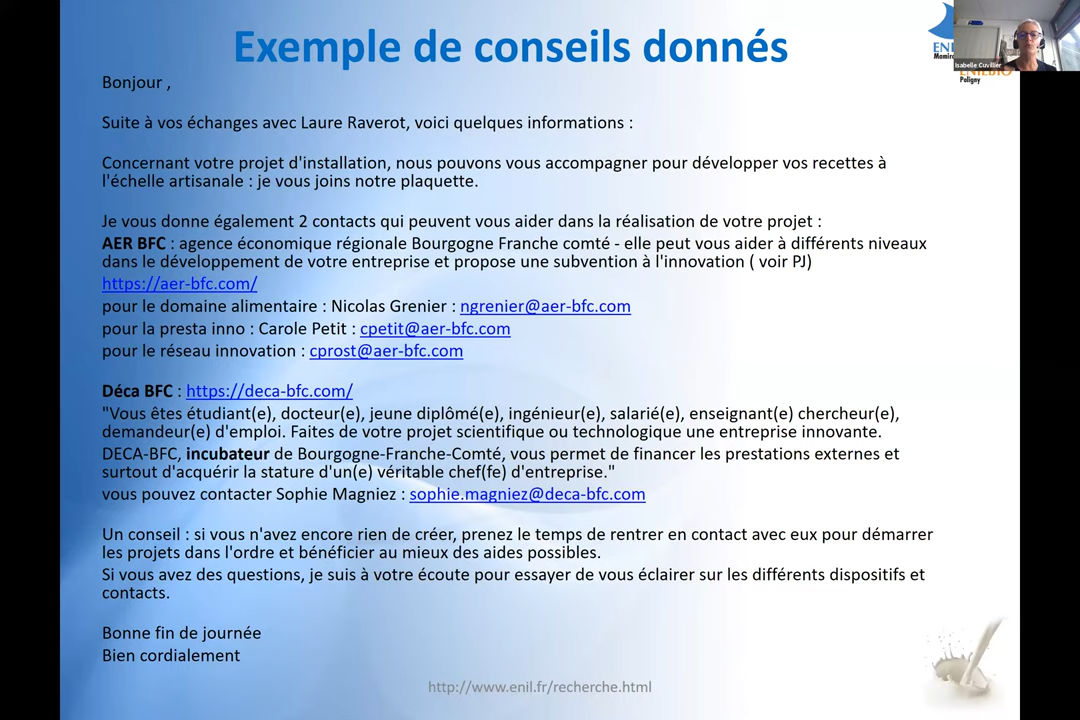 Exemple de conseils donnés
Bonjour ,
Suite à vos échanges avec Laure Raverot, voici quelques informations :
Concernant votre projet d'installation, nous pouvons vous accompagner pour développer vos recettes à
l'échelle artisanale : je vous joins notre plaquette.
Je vous donne également 2 contacts qui peuvent vous aider dans la réalisation de votre projet :
AER BFC : agence économique régionale Bourgogne Franche comté - elle peut vous aider à différents niveaux
dans le développement de votre entreprise et propose une subvention à l'innovation ( voir PJ)
https://aer-bfc.com/
pour le domaine alimentaire : Nicolas Grenier : ngrenier@aer-bfc.com
pour la presta inno : Carole Petit : cpetit@aer-bfc.com
pour le réseau innovation : cprost@aer-bfc.com
Déca BFC : https://deca-bfc.com/
"Vous êtes étudiant(e), docteur(e), jeune diplômé(e), ingénieur(e), salarié(e), enseignant(e) chercheur(e),
demandeur(e) d'emploi. Faites de votre projet scientifique ou technologique une entreprise innovante.
DECA-BFC, incubateur de Bourgogne-Franche-Comté, vous permet de financer les prestations externes et
surtout d'acquérir la stature d'un(e) véritable chef(fe) d'entreprise."
vous pouvez contacter Sophie Magniez : sophie.magniez@deca-bfc.com
Un conseil : si vous n'avez encore rien de créer, prenez le temps de rentrer en contact avec eux pour démarrer
les projets dans l'ordre et bénéficier au mieux des aides possibles.
Si vous avez des questions, je suis à votre écoute pour essayer de vous éclairer sur les différents dispositifs et
contacts.
Bonne fin de journée
Bien cordialement
http://www.enil.fr/recherche.html
Isabelle Cuvillier
Poligny